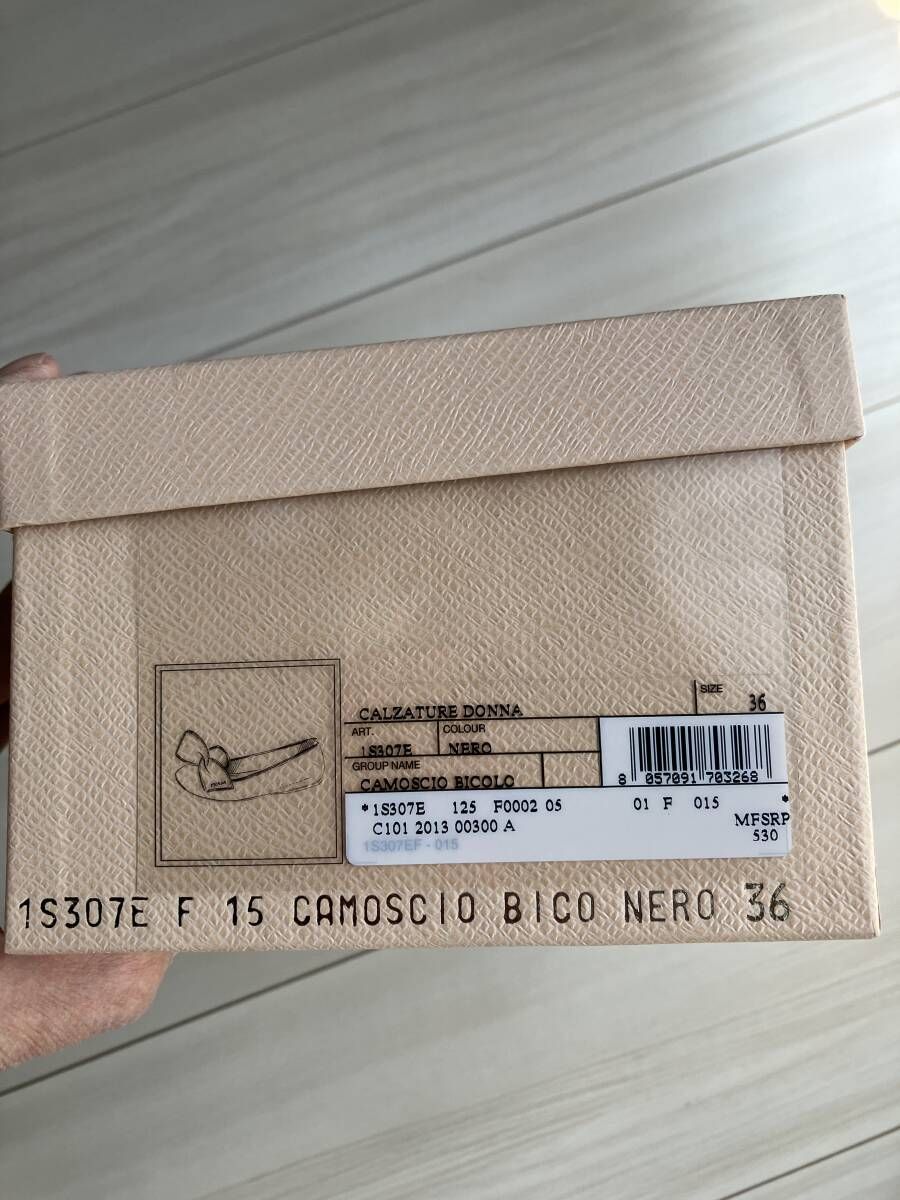 SIZE
36
CALZATURE DONNA
ART. COLOUR
1S307E NERO
GROUP NAME
CAMOSCIO BICOLO
8 057091 703268
*1S307E 125 F0002 05 01 F 015 *
C101 2013 00300 A MFSRP
530
1S307EF - 015
PRADA
1S307E F 15 CAMOSCIO BICO NERO 36